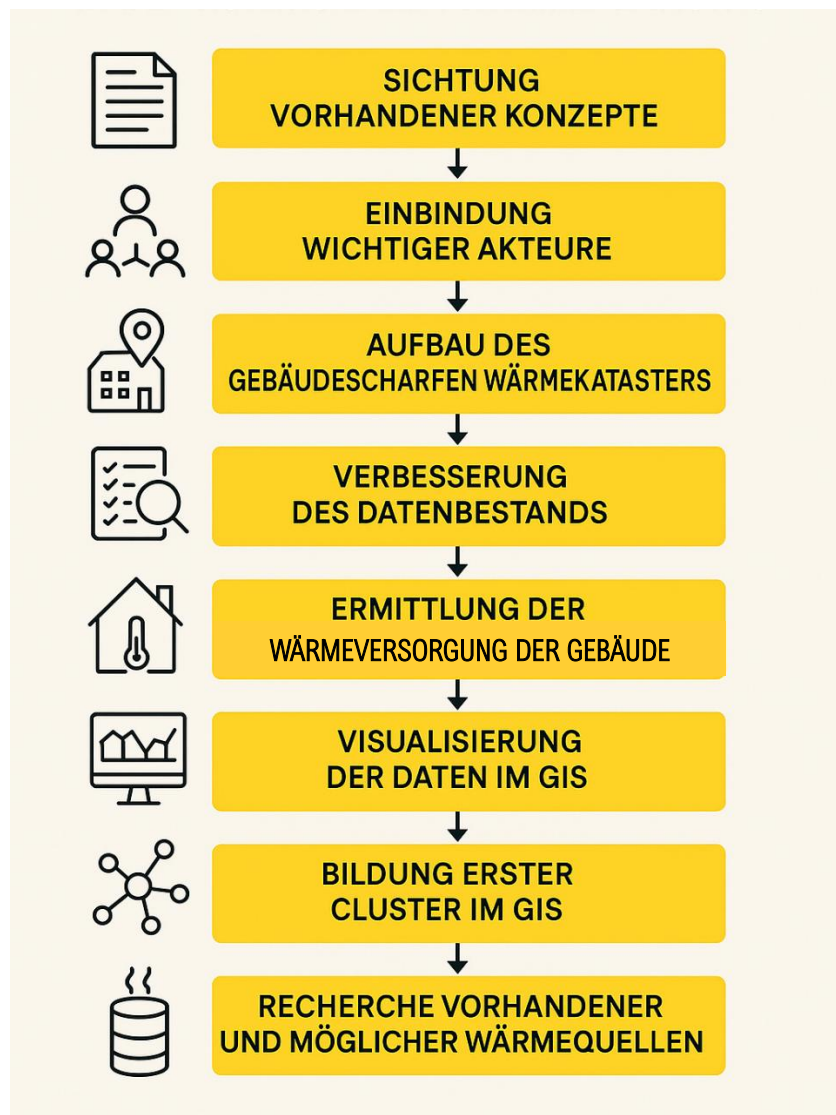 SICHTUNG
VORHANDENER KONZEPTE
EINBINDUNG
WICHTIGER AKTEURE
AUFBAU DES
GEBÄUDESCHARFEN WÄRMEKATASTERS
VERBESSERUNG
DES DATENBESTANDS
ERMITTLUNG DER
WÄRMEVERSORGUNG DER GEBÄUDE
VISUALISIERUNG
DER DATEN IM GIS
BILDUNG ERSTER
CLUSTER IM GIS
RECHERCHE VORHANDENER
UND MÖGLICHER WÄRMEQUELLEN